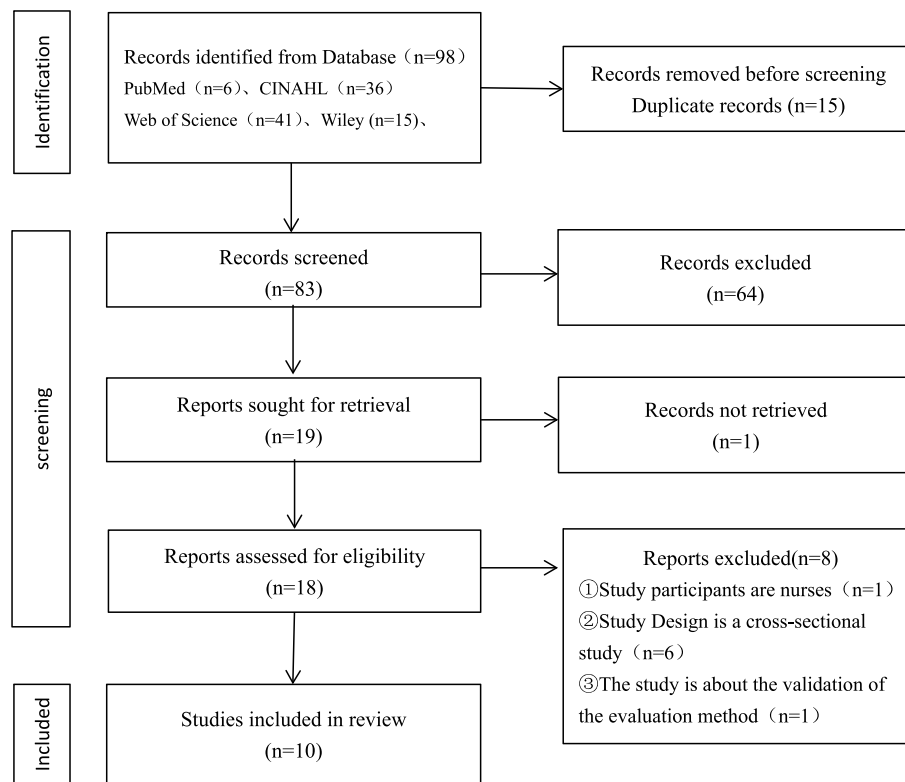 Identification
Records identified from Database（n=98）
PubMed（n=6）、CINAHL（n=36）
Web of Science（n=41）、Wiley (n=15)、
Records removed before screening
Duplicate records (n=15)
screening
Records screened
(n=83)
Records excluded
(n=64)
Reports sought for retrieval
(n=19)
Records not retrieved
(n=1)
Reports assessed for eligibility
(n=18)
Reports excluded(n=8)
①Study participants are nurses（n=1）
②Study Design is a cross-sectional
study（n=6）
③The study is about the validation of
the evaluation method（n=1）
Included
Studies included in review
(n=10)